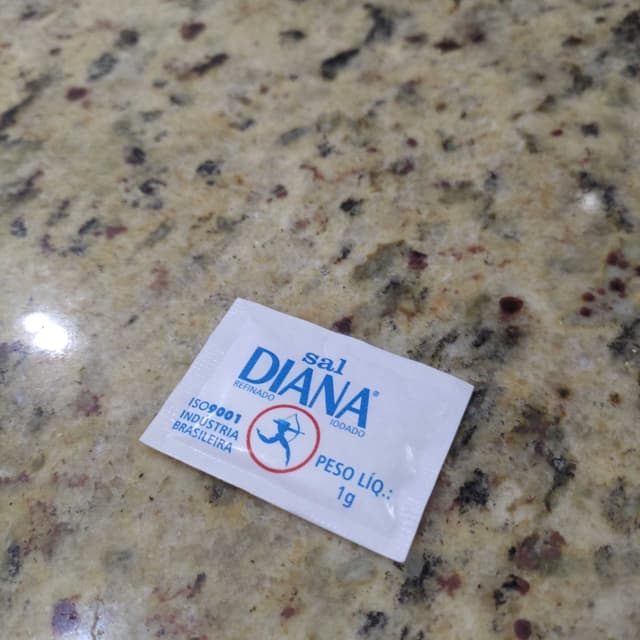 sal
DIANA®
REFINADO
IODADO
ISO9001
INDÚSTRIA
BRASILEIRA
PESO LÍQ.:
1g